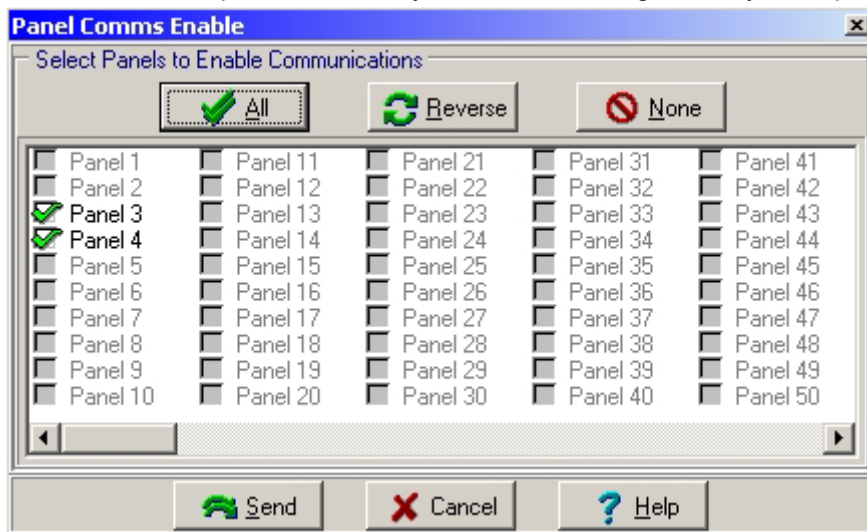 Panel Comms Enable
Select Panels to Enable Communications
All Reverse None
Panel 1 Panel 11 Panel 21 Panel 31 Panel 41
Panel 2 Panel 12 Panel 22 Panel 32 Panel 42
Panel 3 Panel 13 Panel 23 Panel 33 Panel 43
Panel 4 Panel 14 Panel 24 Panel 34 Panel 44
Panel 5 Panel 15 Panel 25 Panel 35 Panel 45
Panel 6 Panel 16 Panel 26 Panel 36 Panel 46
Panel 7 Panel 17 Panel 27 Panel 37 Panel 47
Panel 8 Panel 18 Panel 28 Panel 38 Panel 48
Panel 9 Panel 19 Panel 29 Panel 39 Panel 49
Panel 10 Panel 20 Panel 30 Panel 40 Panel 50
Send Cancel Help